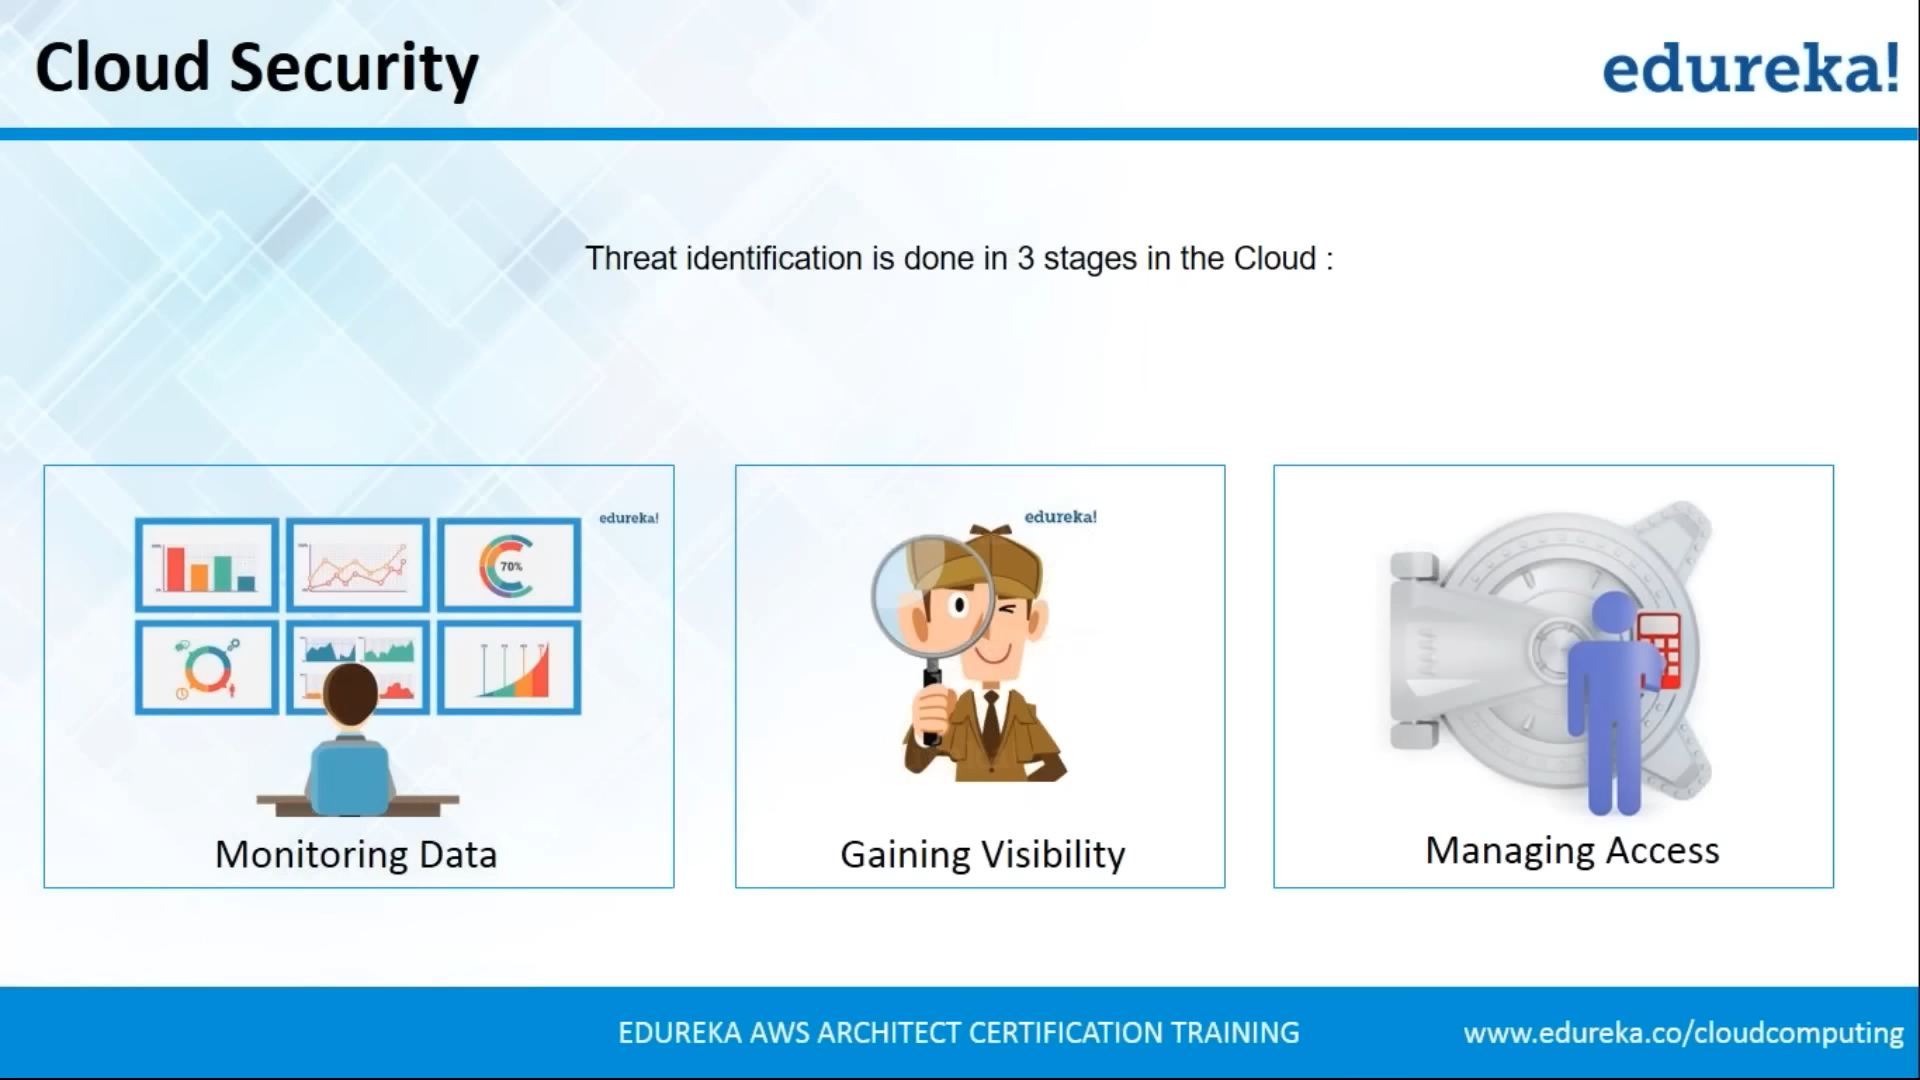 Cloud Security
edureka!
Threat identification is done in 3 stages in the Cloud :
edureka!
70%
Monitoring Data
edureka!
Gaining Visibility
Managing Access
EDUREKA AWS ARCHITECT CERTIFICATION TRAINING
www.edureka.co/cloudcomputing